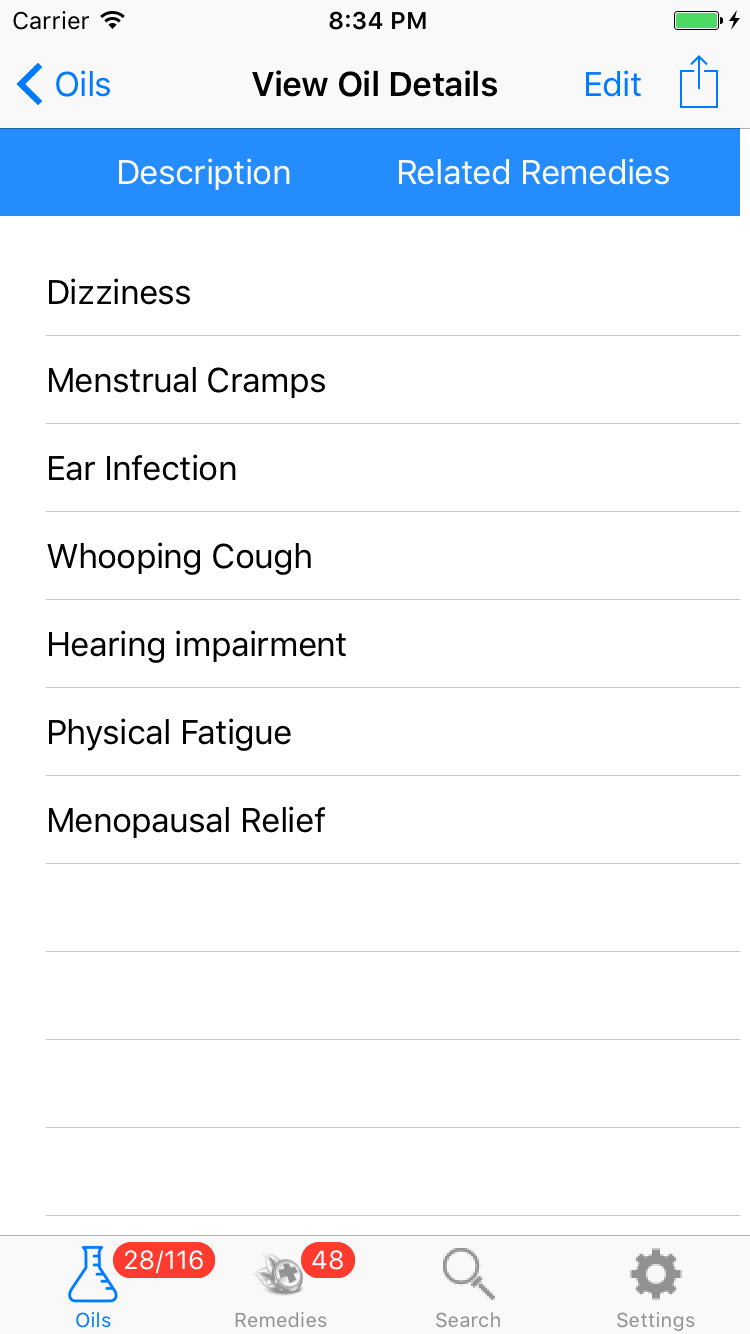 Carrier 8:34 PM
Oils View Oil Details Edit
Description Related Remedies
Dizziness
Menstrual Cramps
Ear Infection
Whooping Cough
Hearing impairment
Physical Fatigue
Menopausal Relief
28/116 48
Oils Remedies Search Settings